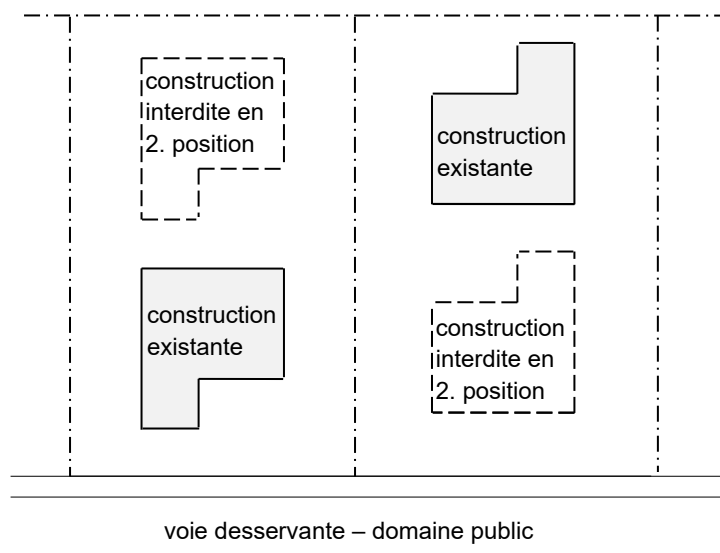 construction
interdite en
2. position
construction
existante
construction
existante
construction
interdite en
2. position
voie desservante – domaine public